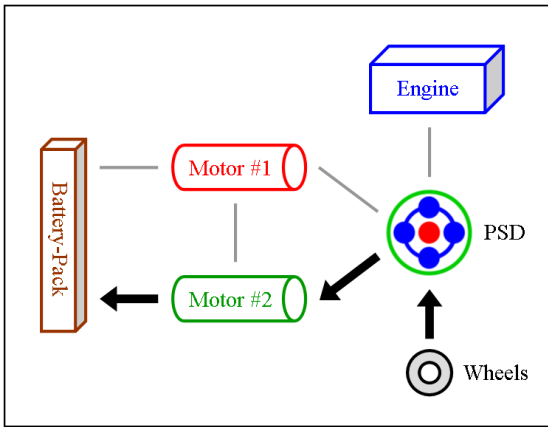 Engine
Motor #1
Battery-Pack
PSD
Motor #2
Wheels